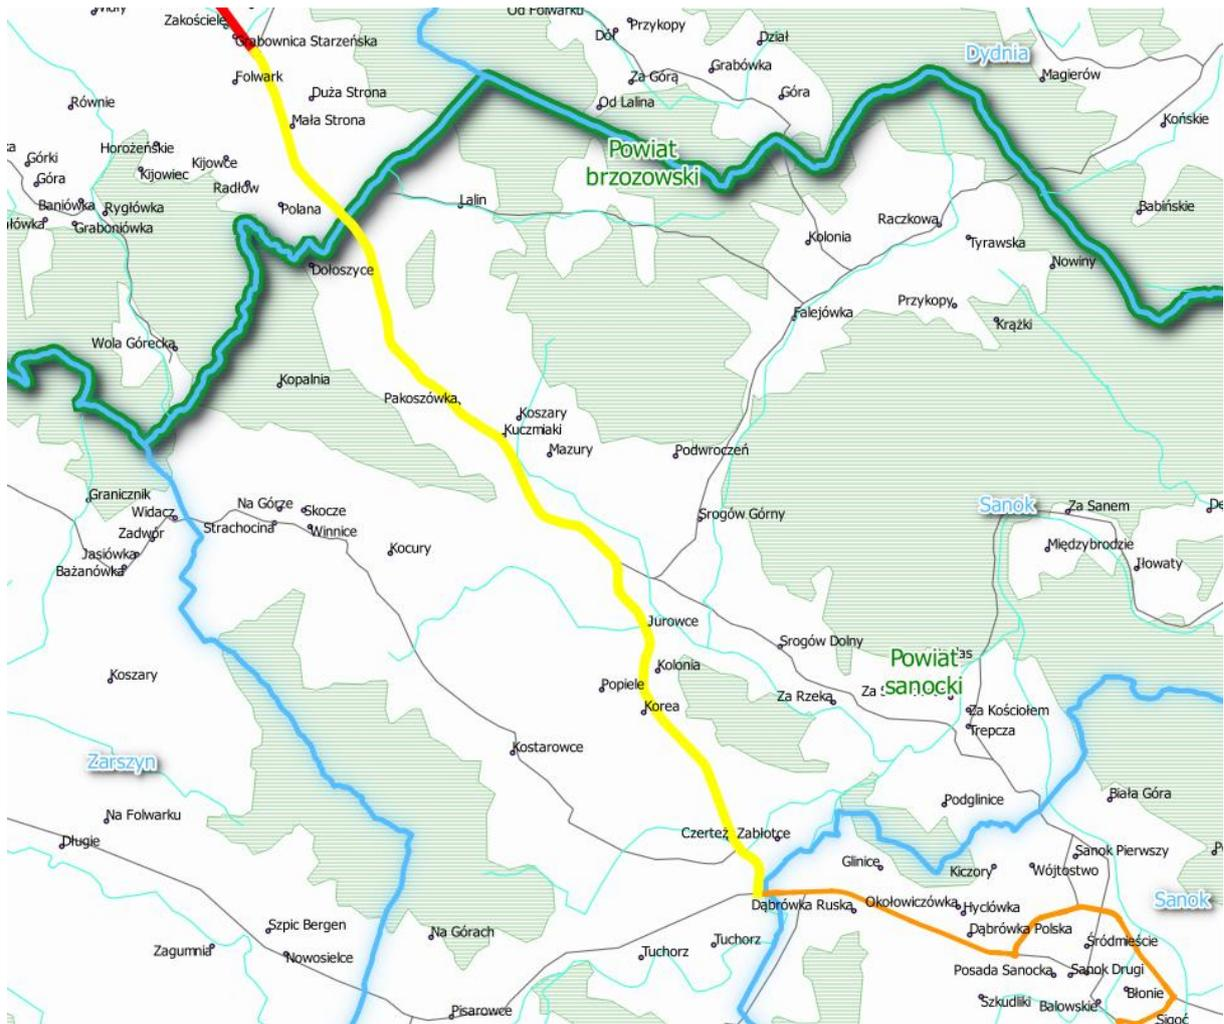 Zakościele
Od Folwarku
Przykopy
Dół
Dział
Grabownica Starzeńska
Dydnia
Folwark
Za Górą
Grabówka
Magierów
Duża Strona
Góra
Równie
Od Lalina
Mała Strona
Końskie
Horożeńskie
Powiat
brzozowski
Górki
Kijowce
Kijowiec
Góra
Radłów
Baniówka
Rygłówka
Polana
Lalin
Babińskie
Graboniówka
Raczkowa
Kolonia
Tyrawska
Dołoszyce
Nowiny
Przykopy
Falejówka
Krążki
Wola Górecka
Kopalnia
Pakoszówka
Koszary
Kuczmiaki
Mazury
Podwroczeń
Granicznik
Na Górze
Skocze
Sanok
Za Sanem
Widacz
Strachocina
Winnice
Srogów Górny
Zadwór
Jasiówka
Kocury
Międzybrodzie
Bażanówka
Iłowaty
Jurowce
Srogów Dolny
Powiat
sanocki
Koszary
Kolonia
Popiele
Za Rzeką
Korea
Za Kościołem
Trepcza
Kostarowce
Zarszyn
Biała Góra
Podglinice
Na Folwarku
Czerteż
Zabłotce
Długie
Glinice
Kiczory
Wójtostwo
Sanok Pierwszy
Dąbrówka Ruska
Okołowiczówka
Hyclówka
Sanok
Szpic Bergen
Na Górach
Dąbrówka Polska
Zagumnia
Nowosielce
Tuchorz
Tuchorz
Śródmieście
Posada Sanocka
Sanok Drugi
Szkudliki
Balowskie
Błonie
Pisarowce